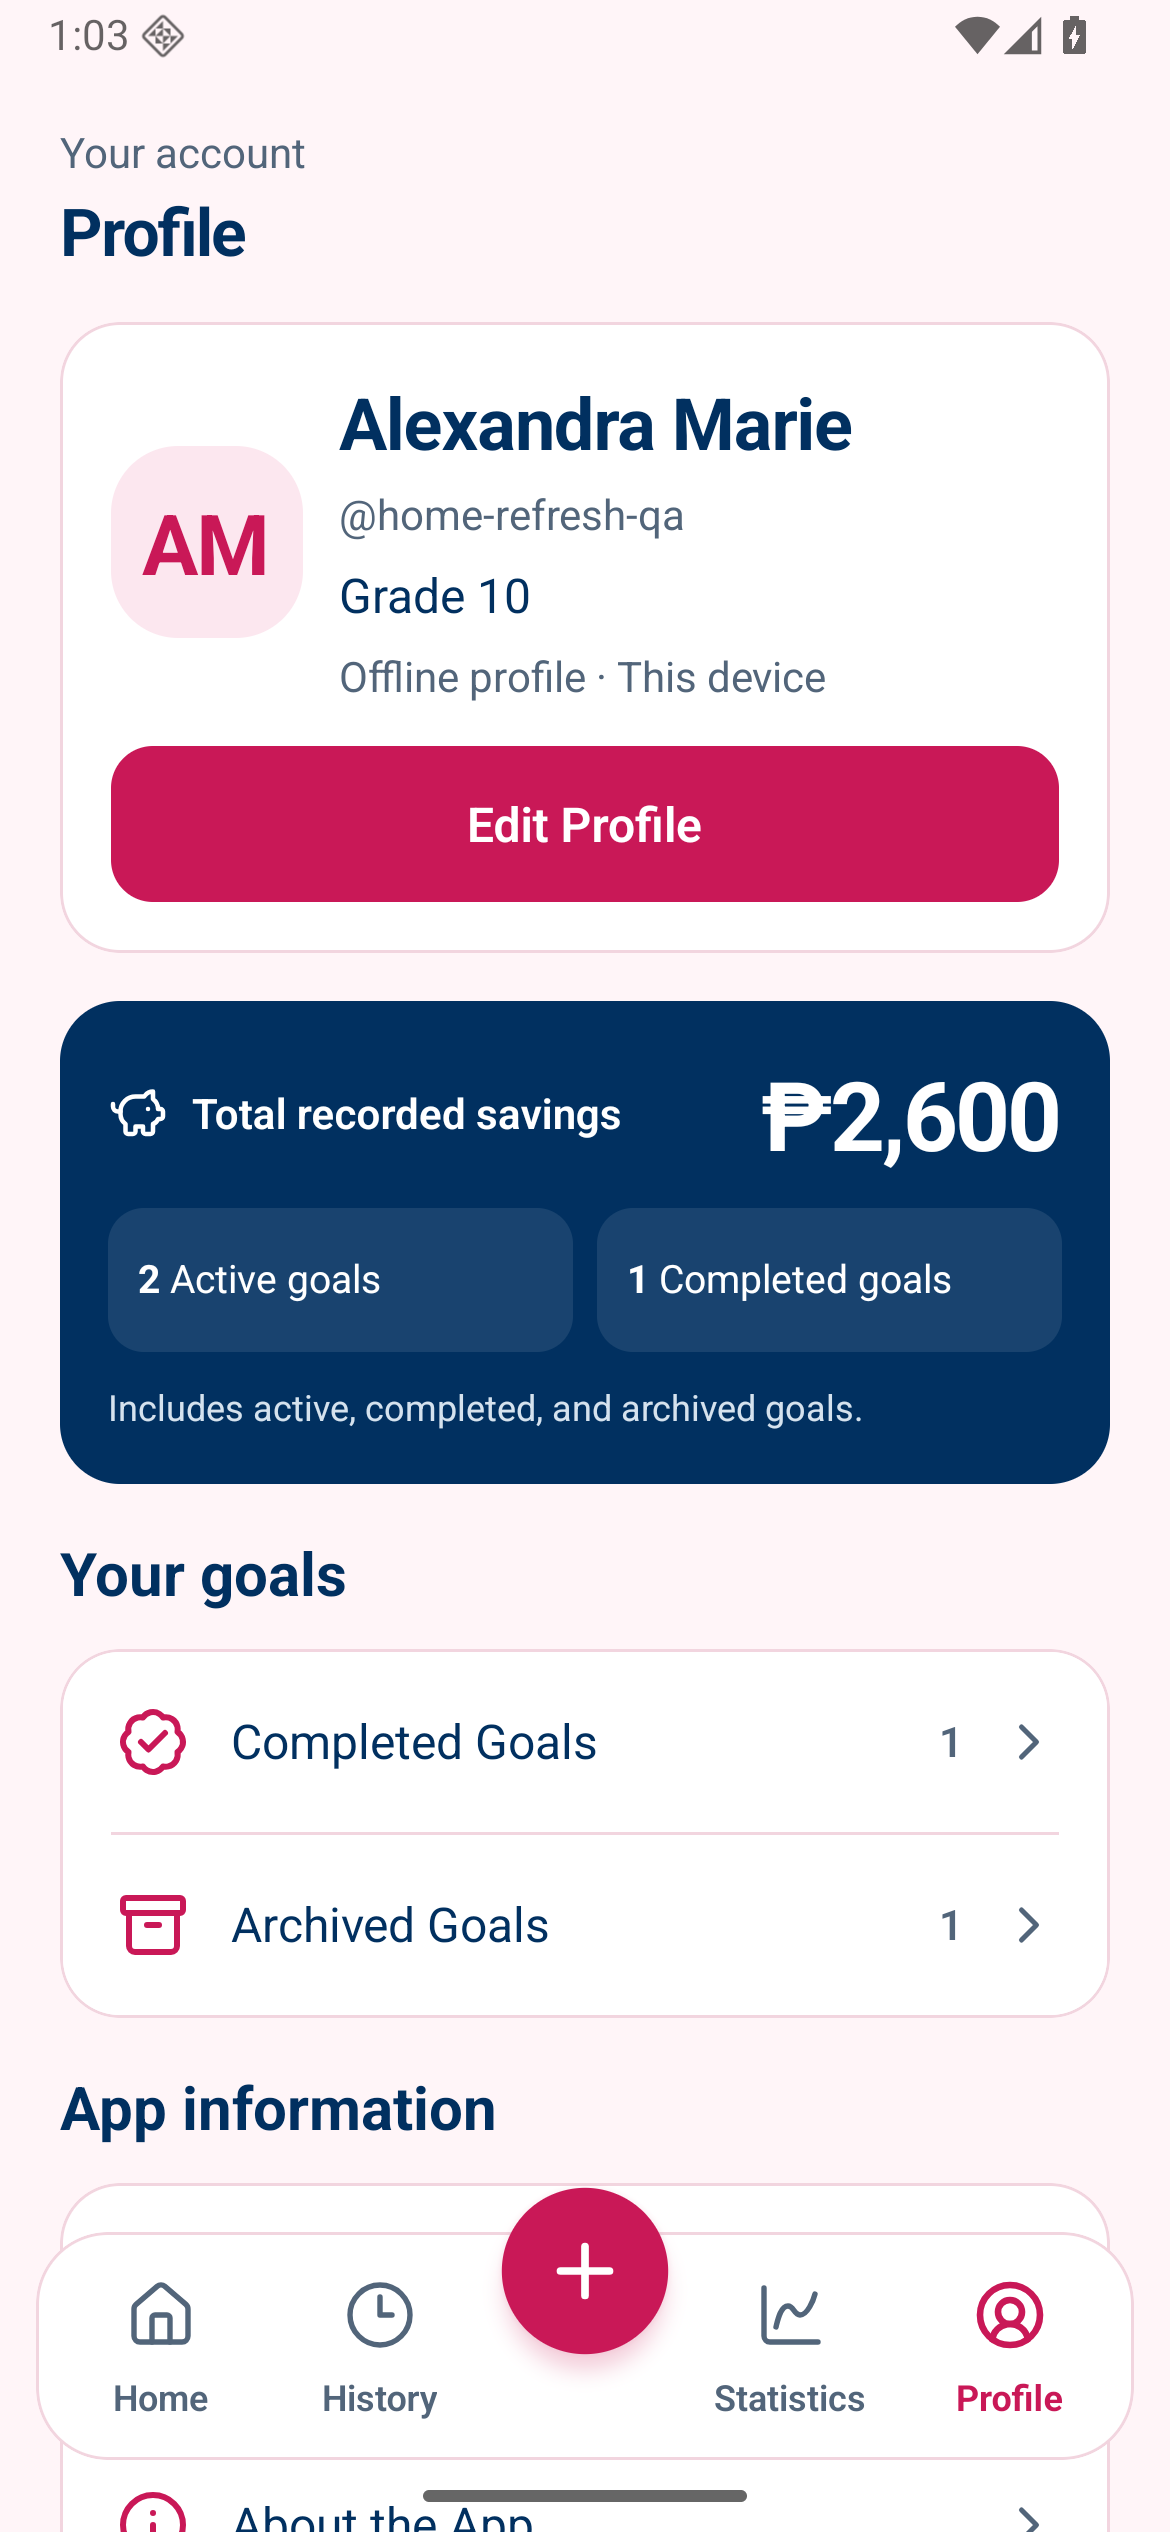 1:03
Your account
Profile
AM
Alexandra Marie
@home-refresh-qa
Grade 10
Offline profile · This device
Edit Profile
Total recorded savings
₱2,600
2 Active goals
1 Completed goals
Includes active, completed, and archived goals.
Your goals
Completed Goals 1
Archived Goals 1
App information
Home
History
Statistics
Profile
About the App